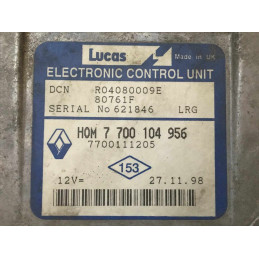 Lucas
Made in UK
ELECTRONIC CONTROL UNIT
DCN R04080009E
80761F
SERIAL No 621846 LRG
HOM 7 700 104 956
7700111205
153
12V= 27.11.98